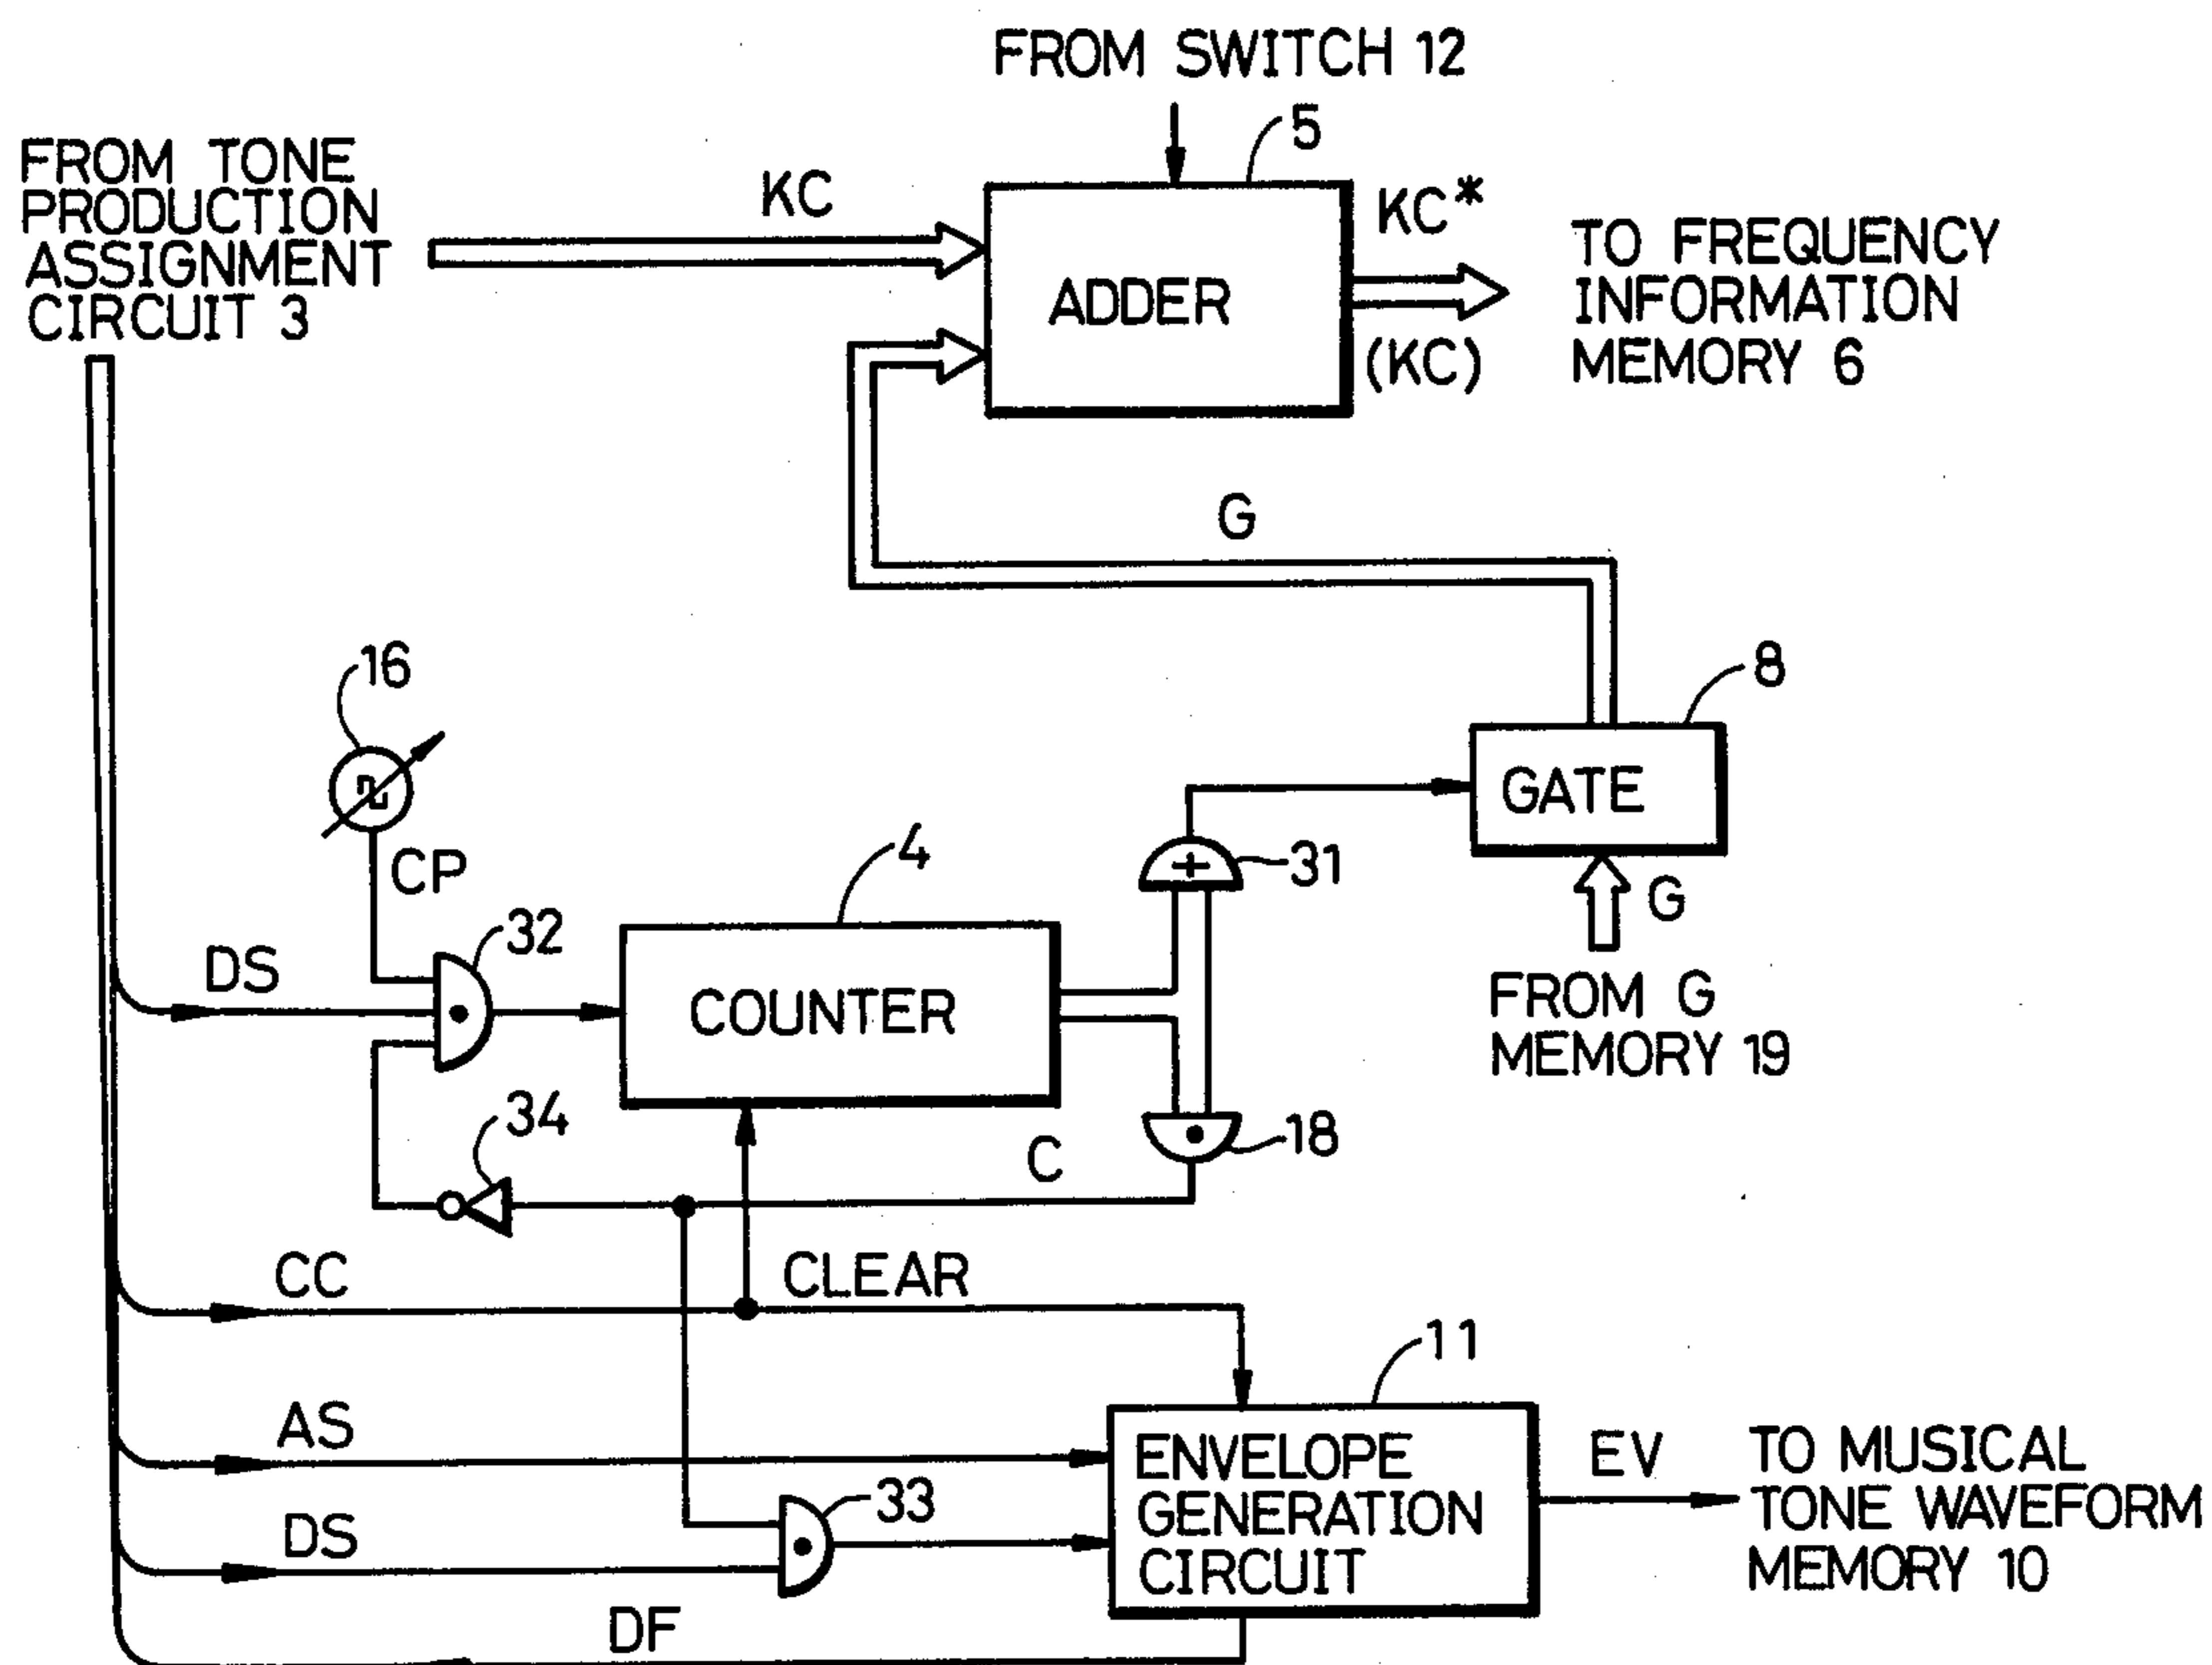 FROM SWITCH 12
5
FROM TONE
PRODUCTION
ASSIGNMENT
CIRCUIT 3
KC
ADDER
KC*
(KC)
TO FREQUENCY
INFORMATION
MEMORY 6
G
16
8
GATE
CP
4
31
G
32
DS
COUNTER
FROM G
MEMORY 19
34
C
18
CC
CLEAR
11
AS
ENVELOPE
GENERATION
CIRCUIT
EV
TO MUSICAL
TONE WAVEFORM
MEMORY 10
33
DS
DF